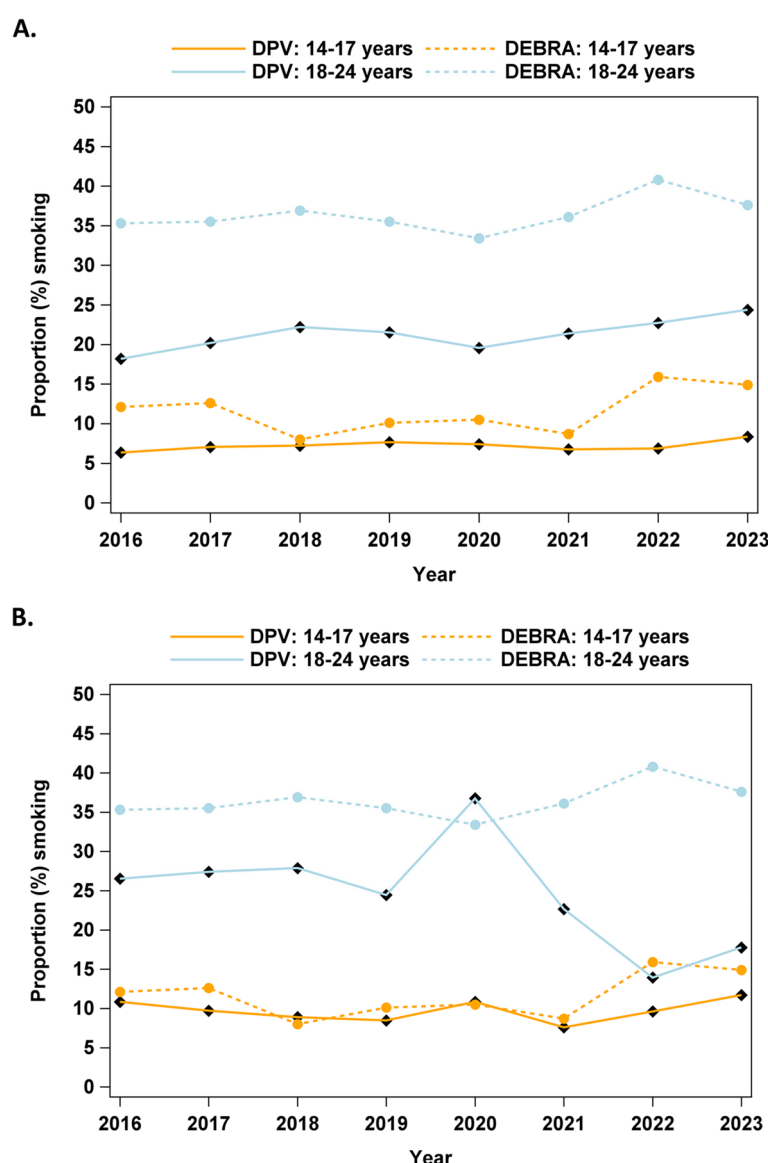 A.
DPV: 14-17 years DEBRA: 14-17 years
DPV: 18-24 years DEBRA: 18-24 years
50
45
40
35
30
25
20
15
10
5
0
Proportion (%) smoking
2016 2017 2018 2019 2020 2021 2022 2023
Year
B.
DPV: 14-17 years DEBRA: 14-17 years
DPV: 18-24 years DEBRA: 18-24 years
50
45
40
35
30
25
20
15
10
5
0
Proportion (%) smoking
2016 2017 2018 2019 2020 2021 2022 2023
Year